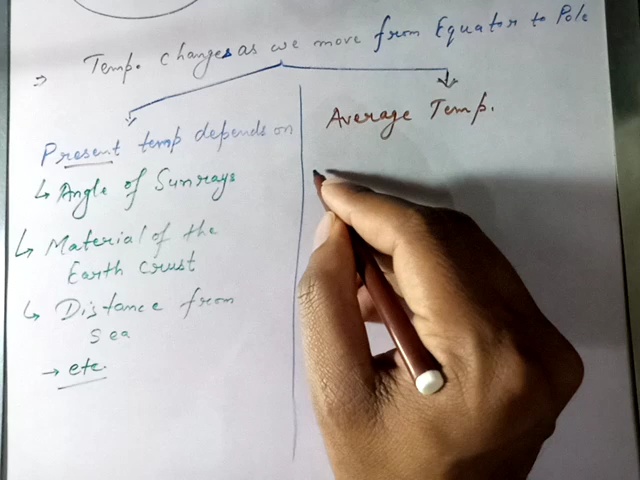 ⇒ Temp. changes as we move from Equator to Pole
Present temp depends on
↳ Angle of Sunrays
↳ Material of the
Earth crust
↳ Distance from
Sea
→ etc.
Average Temp.